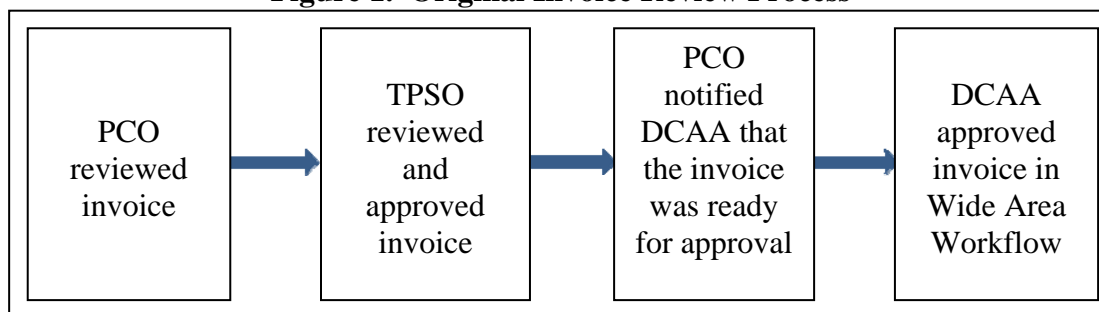 Figure Original Invoice Review Process
PCO
reviewed
invoice
TPSO
reviewed
and
approved
invoice
PCO
notified
DCAA that
the invoice
was ready
for approval
DCAA
approved
invoice in
Wide Area
Workflow